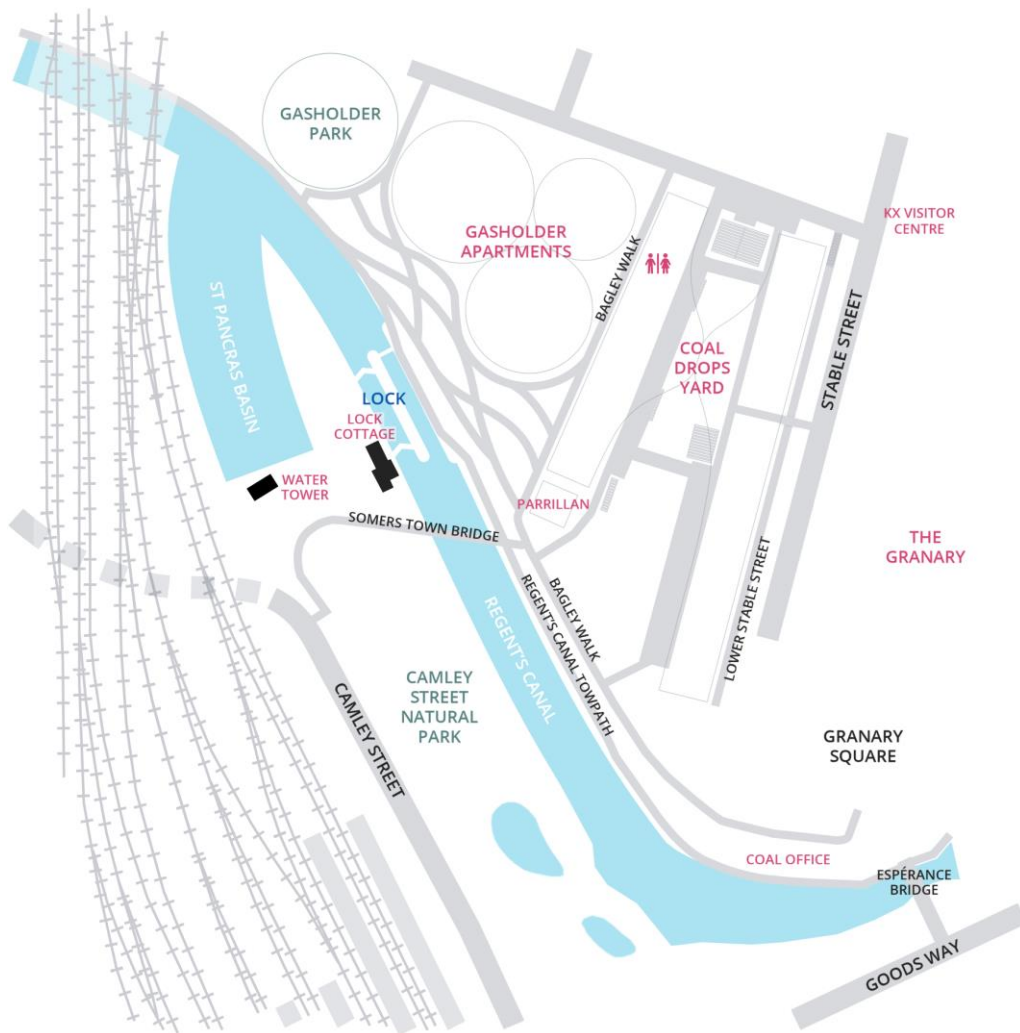 GASHOLDER
PARK
GASHOLDER
APARTMENTS
KX VISITOR
CENTRE
BAGLEY WALK
ST PANCRAS BASIN
COAL
DROPS
YARD
STABLE STREET
LOCK
LOCK
COTTAGE
WATER
TOWER
PARRILLAN
SOMERS TOWN BRIDGE
THE
GRANARY
BAGLEY WALK
REGENT'S CANAL TOWPATH
LOWER STABLE STREET
REGENT'S CANAL
CAMLEY
STREET
NATURAL
PARK
CAMLEY STREET
GRANARY
SQUARE
COAL OFFICE
ESPÉRANCE
BRIDGE
GOODS WAY